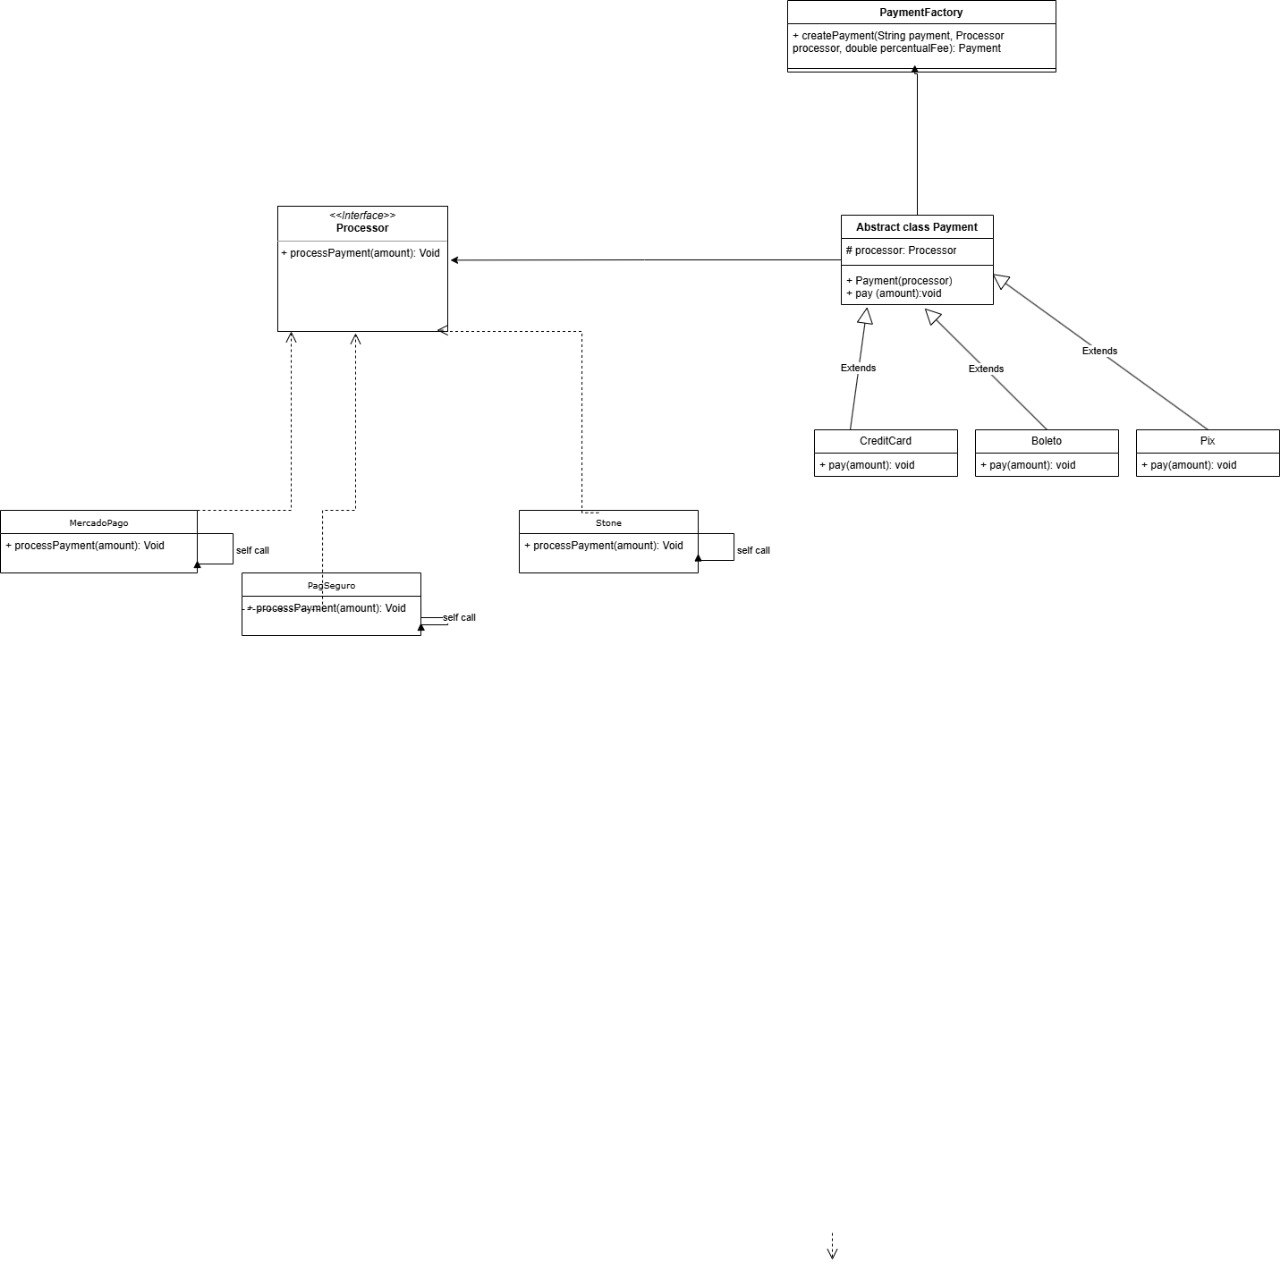 PaymentFactory
+ createPayment(String payment, Processor
processor, double percentualFee): Payment
<<Interface>>
Processor
+ processPayment(amount): Void
Abstract class Payment
# processor: Processor
+ Payment(processor)
+ pay (amount):void
Extends
Extends
Extends
CreditCard
+ pay(amount): void
Boleto
+ pay(amount): void
Pix
+ pay(amount): void
MercadoPago
+ processPayment(amount): Void
self call
PagSeguro
+ processPayment(amount): Void
self call
Stone
+ processPayment(amount): Void
self call